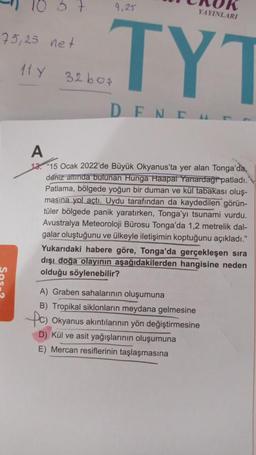 9,25
YAYINLARI
75,25 net
TYT
11 Y 32 boş
A
13. "15 Ocak 2022'de Büyük Okyanus'ta yer alan Tonga'da,
deniz altında bulunan Hunga Haapai Yanardağı patladı.
Patlama, bölgede yoğun bir duman ve kül tabakası oluş-
masına yol açtı. Uydu tarafından da kaydedilen görün-
tüler bölgede panik yaratırken, Tonga'yı tsunami vurdu.
Avustralya Meteoroloji Bürosu Tonga'da 1,2 metrelik dal-
galar oluştuğunu ve ülkeyle iletişimin koptuğunu açıkladı."
Yukarıdaki habere göre, Tonga'da gerçekleşen sıra
dışı doğa olayının aşağıdakilerden hangisine neden
olduğu söylenebilir?
A) Graben sahalarının oluşumuna
B) Tropikal siklonların meydana gelmesine
C) Okyanus akıntılarının yön değiştirmesine
D) Kül ve asit yağışlarının oluşumuna
E) Mercan resiflerinin taşlaşmasına
Sos-2